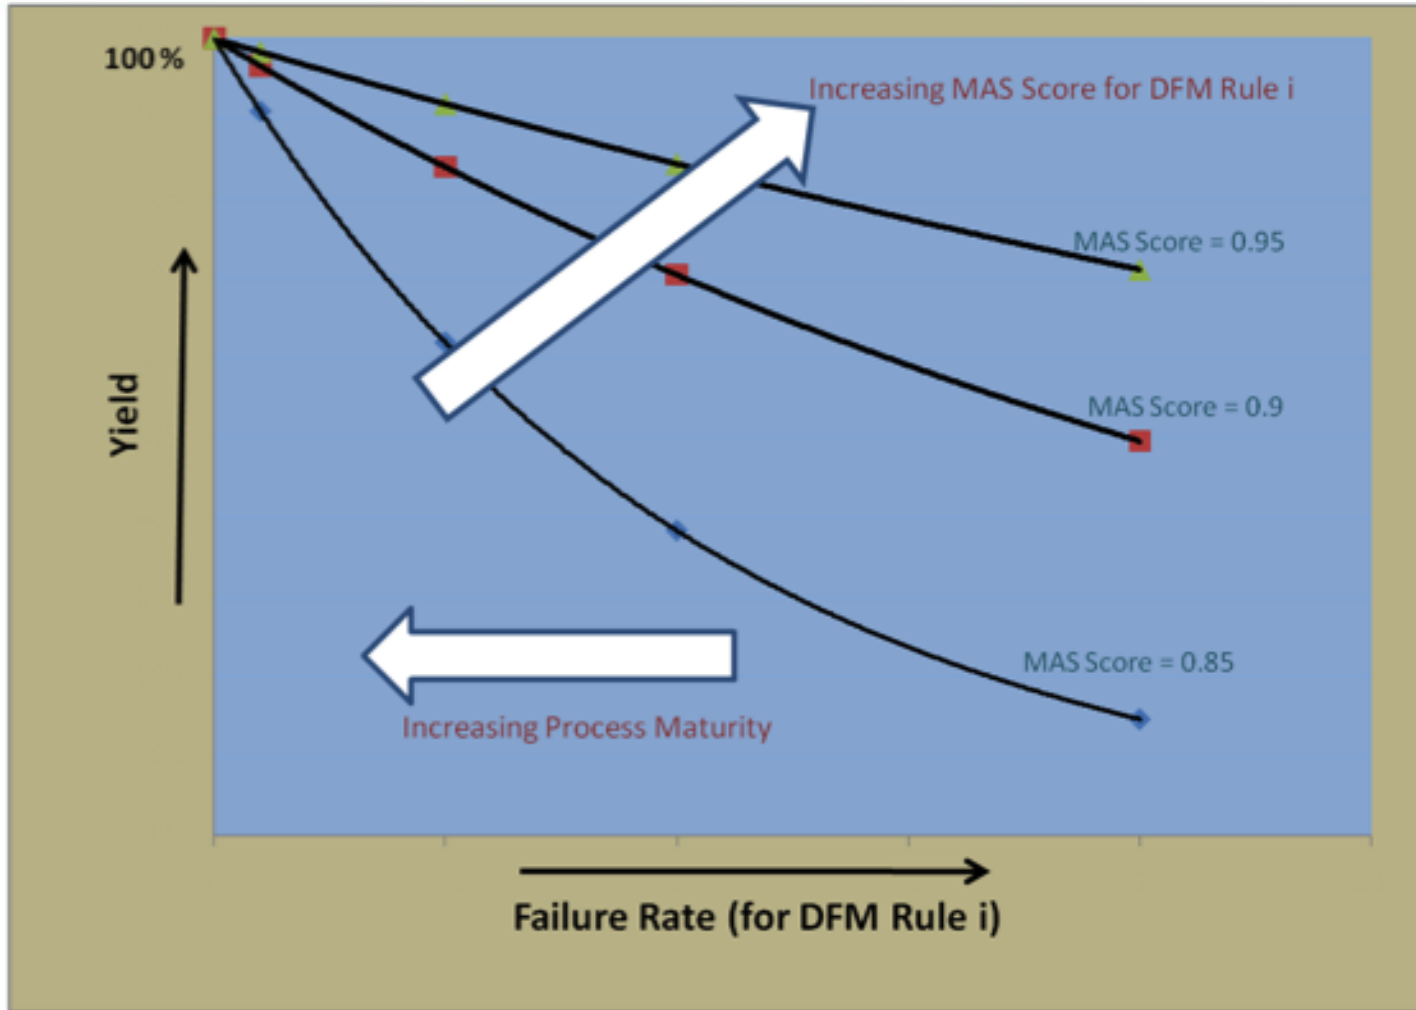 100%
Increasing MAS Score for DFM Rule i
MAS Score = 0.95
MAS Score = 0.9
Yield
MAS Score = 0.85
Increasing Process Maturity
Failure Rate (for DFM Rule i)